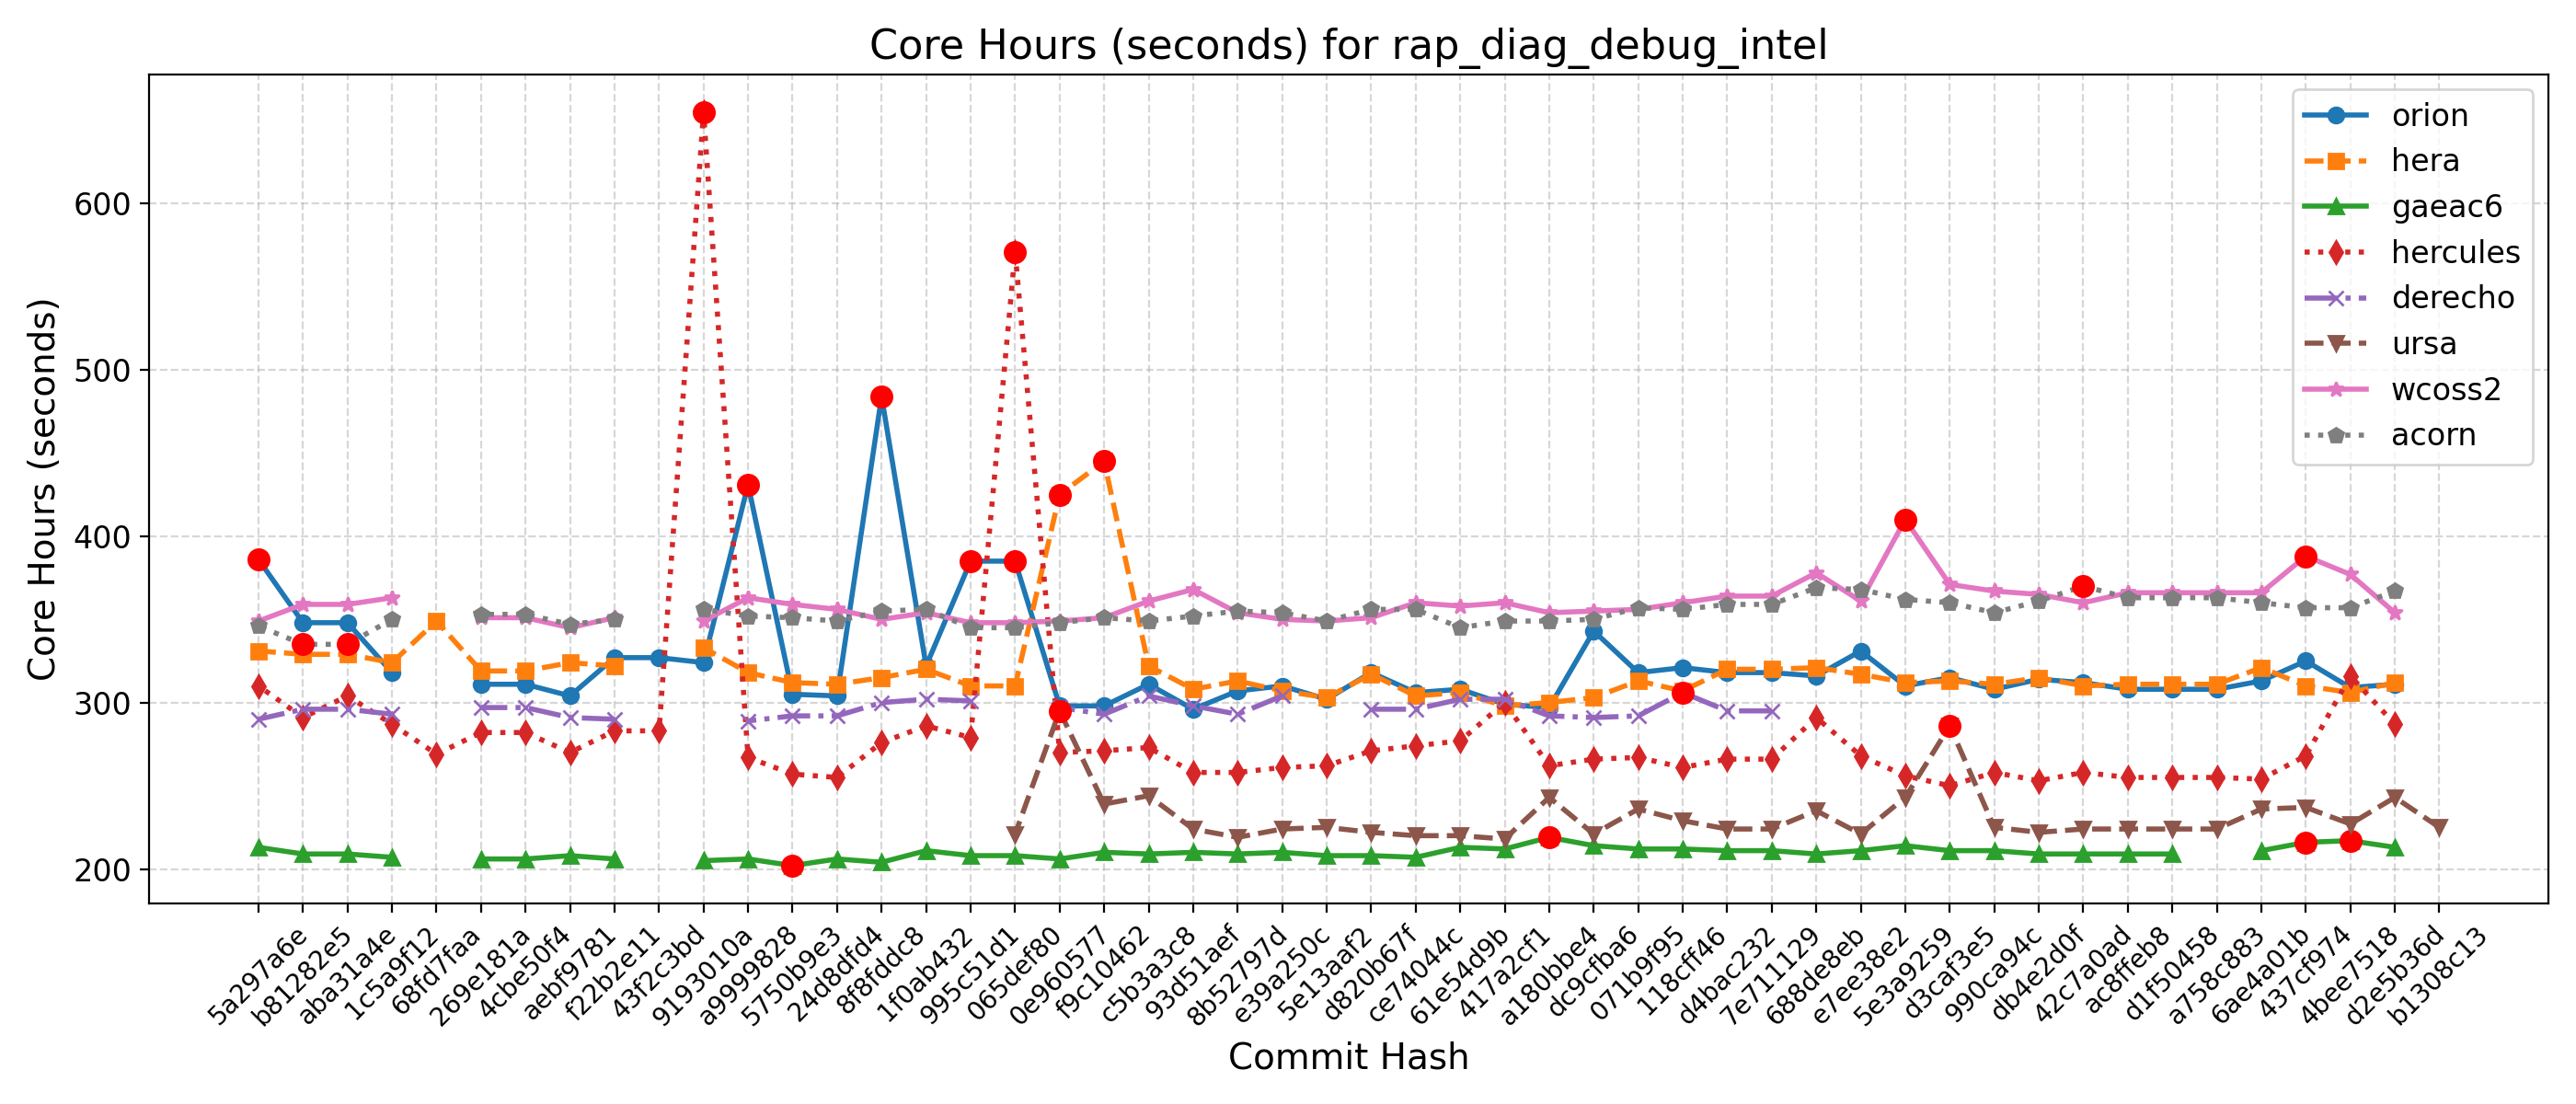 Core Hours (seconds) for rap_diag_debug_intel
Core Hours (seconds)
600
500
400
300
200
orion
hera
gaeac6
hercules
derecho
ursa
wcoss2
acorn
5a297a6e
b81282e5
aba31a4e
1c5a9f12
68fd7faa
269e181a
4cbe50f4
aebf9781
f22b2e11
43f2c3bd
9193010a
a9999828
5750b9e3
24d8dfd4
8f8fddc8
1f0ab432
995c51d1
065def80
0e960577
f9c10462
c5b3a3c8
93d51aef
8b52797d
e39a250c
5e13aaf2
d820b67f
ce74044c
61e54d9b
417a2cf1
a180bbe4
dc9cfba6
071b9f95
118cff46
d4bac232
7e711129
688de8eb
e7ee38e2
5e3a9259
d3caf3e5
990ca94c
db4e2d0f
42c7a0ad
ac8ffeb8
d1f50458
a758c883
6ae4a01b
437cf974
4bee7518
d2e5b36d
b1308c13
Commit Hash